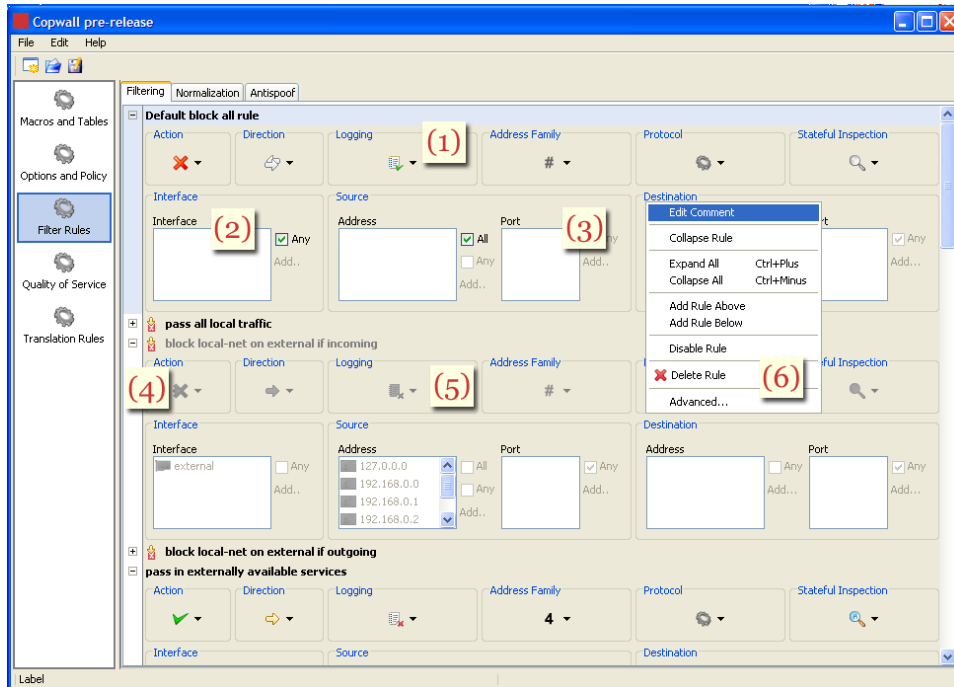 Copwall pre-release
File Edit Help
Filtering Normalization Antispoof
Macros and Tables
Options and Policy
Filter Rules
Quality of Service
Translation Rules
Default block all rule
Action Direction Logging (1) Address Family # Protocol Stateful Inspection
Interface Source Destination
Interface (2) Any Add..
Address All Any Add..
Port (3) ny Add..
rt Any Add..
Edit Comment
Collapse Rule
Expand All Ctrl+Plus
Collapse All Ctrl+Minus
Add Rule Above
Add Rule Below
Disable Rule
Delete Rule (6)
Advanced...
pass all local traffic
block local-net on external if incoming
Action (4) Direction Logging (5) Address Family # teful Inspection
Interface Source Destination
Interface external Any Add..
Address 127.0.0.0 192.168.0.0 192.168.0.1 192.168.0.2 All Any Add..
Port Any Add..
Address Any Add...
Port Any Add..
block local-net on external if outgoing
pass in externally available services
Action Direction Logging Address Family 4 Protocol Stateful Inspection
Interface Source Destination
Label